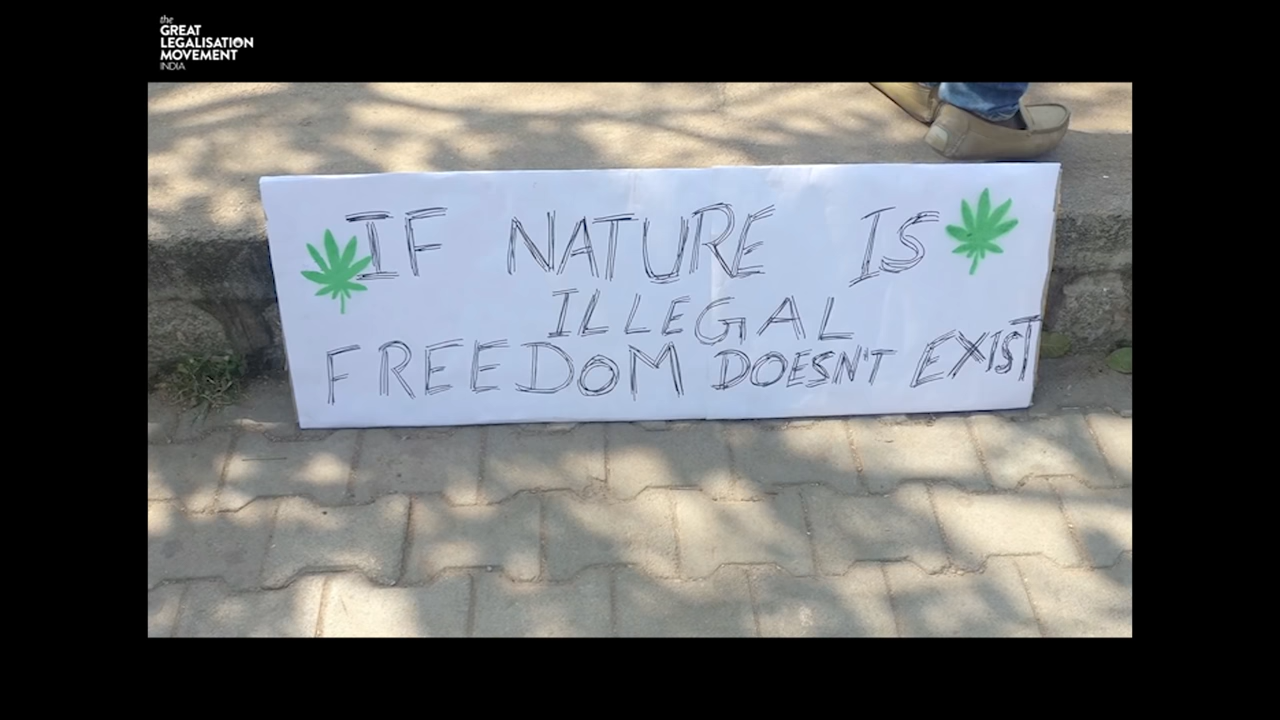 the
GREAT
LEGALISATION
MOVEMENT
INDIA
IF NATURE IS
ILLEGAL
FREEDOM DOESN'T EXIST